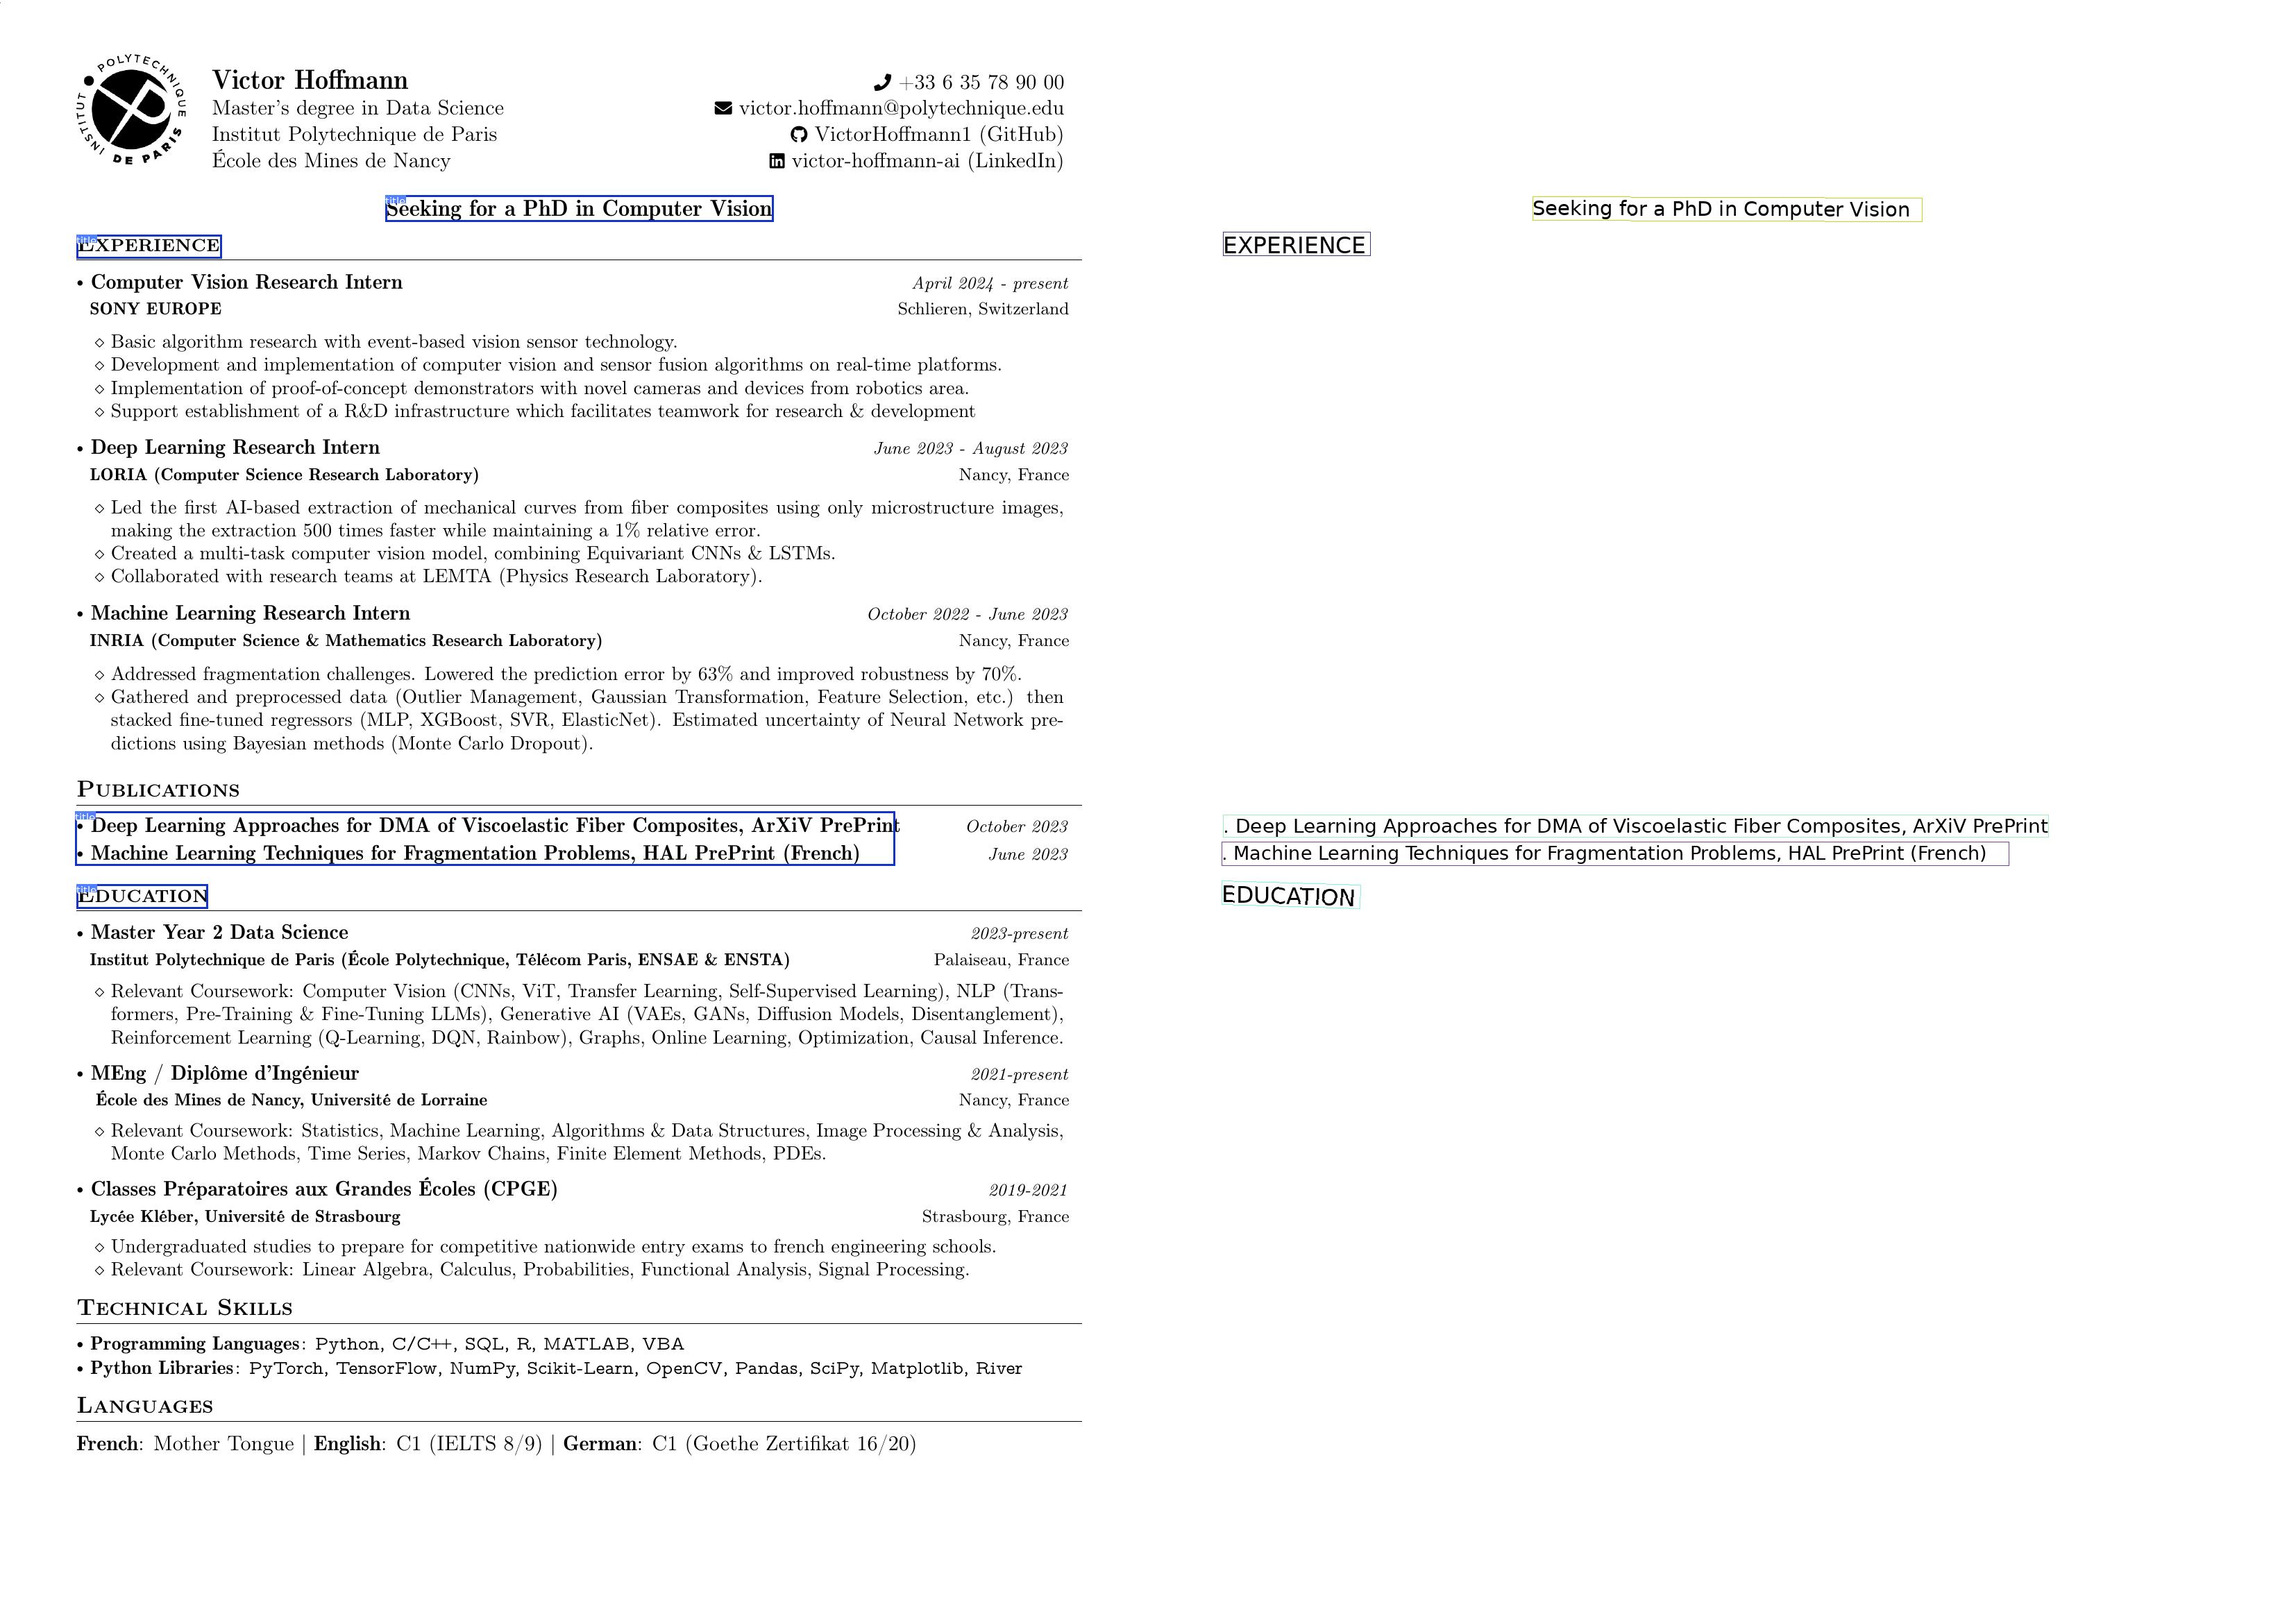 INSTITUT POLYTECHNIQUE DE PARIS
Victor Hoffmann
Master's degree in Data Science
Institut Polytechnique de Paris
École des Mines de Nancy
+33 6 35 78 90 00
victor.hoffmann@polytechnique.edu
VictorHoffmann1 (GitHub)
victor-hoffmann-ai (LinkedIn)
title
Seeking for a PhD in Computer Vision
title
EXPERIENCE
• Computer Vision Research Intern April 2024 - present
SONY EUROPE Schlieren, Switzerland
⋄ Basic algorithm research with event-based vision sensor technology.
⋄ Development and implementation of computer vision and sensor fusion algorithms on real-time platforms.
⋄ Implementation of proof-of-concept demonstrators with novel cameras and devices from robotics area.
⋄ Support establishment of a R&D infrastructure which facilitates teamwork for research & development
• Deep Learning Research Intern June 2023 - August 2023
LORIA (Computer Science Research Laboratory) Nancy, France
⋄ Led the first AI-based extraction of mechanical curves from fiber composites using only microstructure images,
making the extraction 500 times faster while maintaining a 1% relative error.
⋄ Created a multi-task computer vision model, combining Equivariant CNNs & LSTMs.
⋄ Collaborated with research teams at LEMTA (Physics Research Laboratory).
• Machine Learning Research Intern October 2022 - June 2023
INRIA (Computer Science & Mathematics Research Laboratory) Nancy, France
⋄ Addressed fragmentation challenges. Lowered the prediction error by 63% and improved robustness by 70%.
⋄ Gathered and preprocessed data (Outlier Management, Gaussian Transformation, Feature Selection, etc.) then
stacked fine-tuned regressors (MLP, XGBoost, SVR, ElasticNet). Estimated uncertainty of Neural Network pre-
dictions using Bayesian methods (Monte Carlo Dropout).
PUBLICATIONS
title
• Deep Learning Approaches for DMA of Viscoelastic Fiber Composites, ArXiV PrePrint October 2023
• Machine Learning Techniques for Fragmentation Problems, HAL PrePrint (French) June 2023
title
EDUCATION
• Master Year 2 Data Science 2023-present
Institut Polytechnique de Paris (École Polytechnique, Télécom Paris, ENSAE & ENSTA) Palaiseau, France
⋄ Relevant Coursework: Computer Vision (CNNs, ViT, Transfer Learning, Self-Supervised Learning), NLP (Trans-
formers, Pre-Training & Fine-Tuning LLMs), Generative AI (VAEs, GANs, Diffusion Models, Disentanglement),
Reinforcement Learning (Q-Learning, DQN, Rainbow), Graphs, Online Learning, Optimization, Causal Inference.
• MEng / Diplôme d'Ingénieur 2021-present
École des Mines de Nancy, Université de Lorraine Nancy, France
⋄ Relevant Coursework: Statistics, Machine Learning, Algorithms & Data Structures, Image Processing & Analysis,
Monte Carlo Methods, Time Series, Markov Chains, Finite Element Methods, PDEs.
• Classes Préparatoires aux Grandes Écoles (CPGE) 2019-2021
Lycée Kléber, Université de Strasbourg Strasbourg, France
⋄ Undergraduated studies to prepare for competitive nationwide entry exams to french engineering schools.
⋄ Relevant Coursework: Linear Algebra, Calculus, Probabilities, Functional Analysis, Signal Processing.
TECHNICAL SKILLS
• Programming Languages: Python, C/C++, SQL, R, MATLAB, VBA
• Python Libraries: PyTorch, TensorFlow, NumPy, Scikit-Learn, OpenCV, Pandas, SciPy, Matplotlib, River
LANGUAGES
French: Mother Tongue | English: C1 (IELTS 8/9) | German: C1 (Goethe Zertifikat 16/20)
Seeking for a PhD in Computer Vision
EXPERIENCE
. Deep Learning Approaches for DMA of Viscoelastic Fiber Composites, ArXiV PrePrint
. Machine Learning Techniques for Fragmentation Problems, HAL PrePrint (French)
EDUCATION